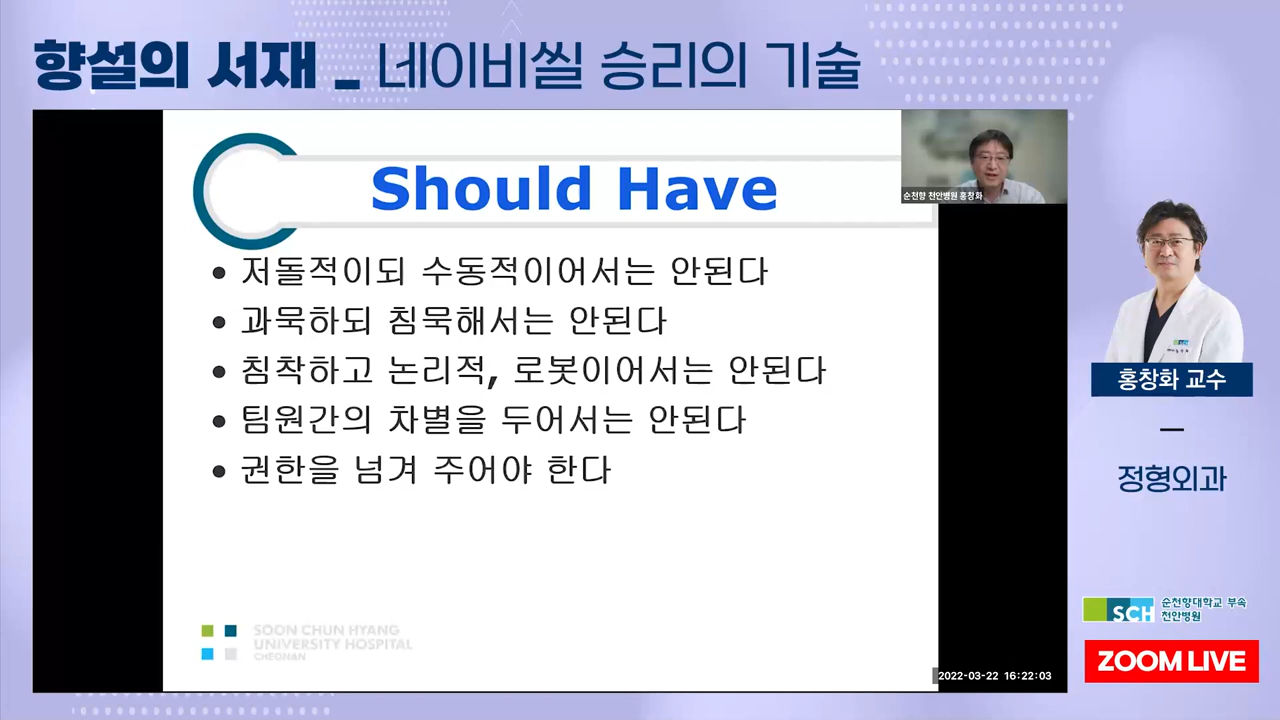 향설의 서재 _ 네이비씰 승리의 기술
Should Have
순천향 천안병원 홍창화
• 저돌적이되 수동적이어서는 안된다
• 과묵하되 침묵해서는 안된다
• 침착하고 논리적, 로봇이어서는 안된다
• 팀원간의 차별을 두어서는 안된다
• 권한을 넘겨 주어야 한다
SOON CHUN HYANG
UNIVERSITY HOSPITAL
CHEONAN
2022-03-22 16:22:03
홍창화 교수
정형외과
SCH
순천향대학교 부속
천안병원
ZOOM LIVE